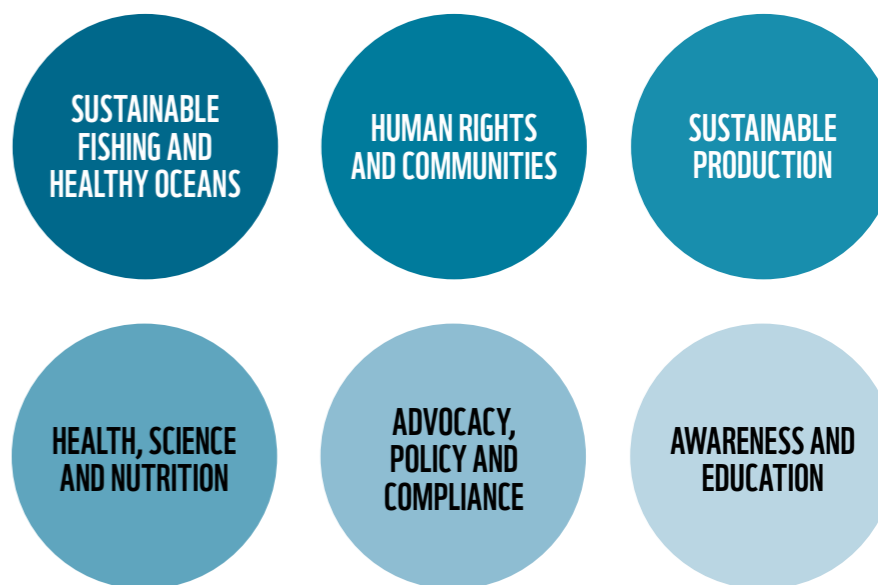 SUSTAINABLE
FISHING AND
HEALTHY OCEANS
HUMAN RIGHTS
AND COMMUNITIES
SUSTAINABLE
PRODUCTION
HEALTH, SCIENCE
AND NUTRITION
ADVOCACY,
POLICY AND
COMPLIANCE
AWARENESS AND
EDUCATION